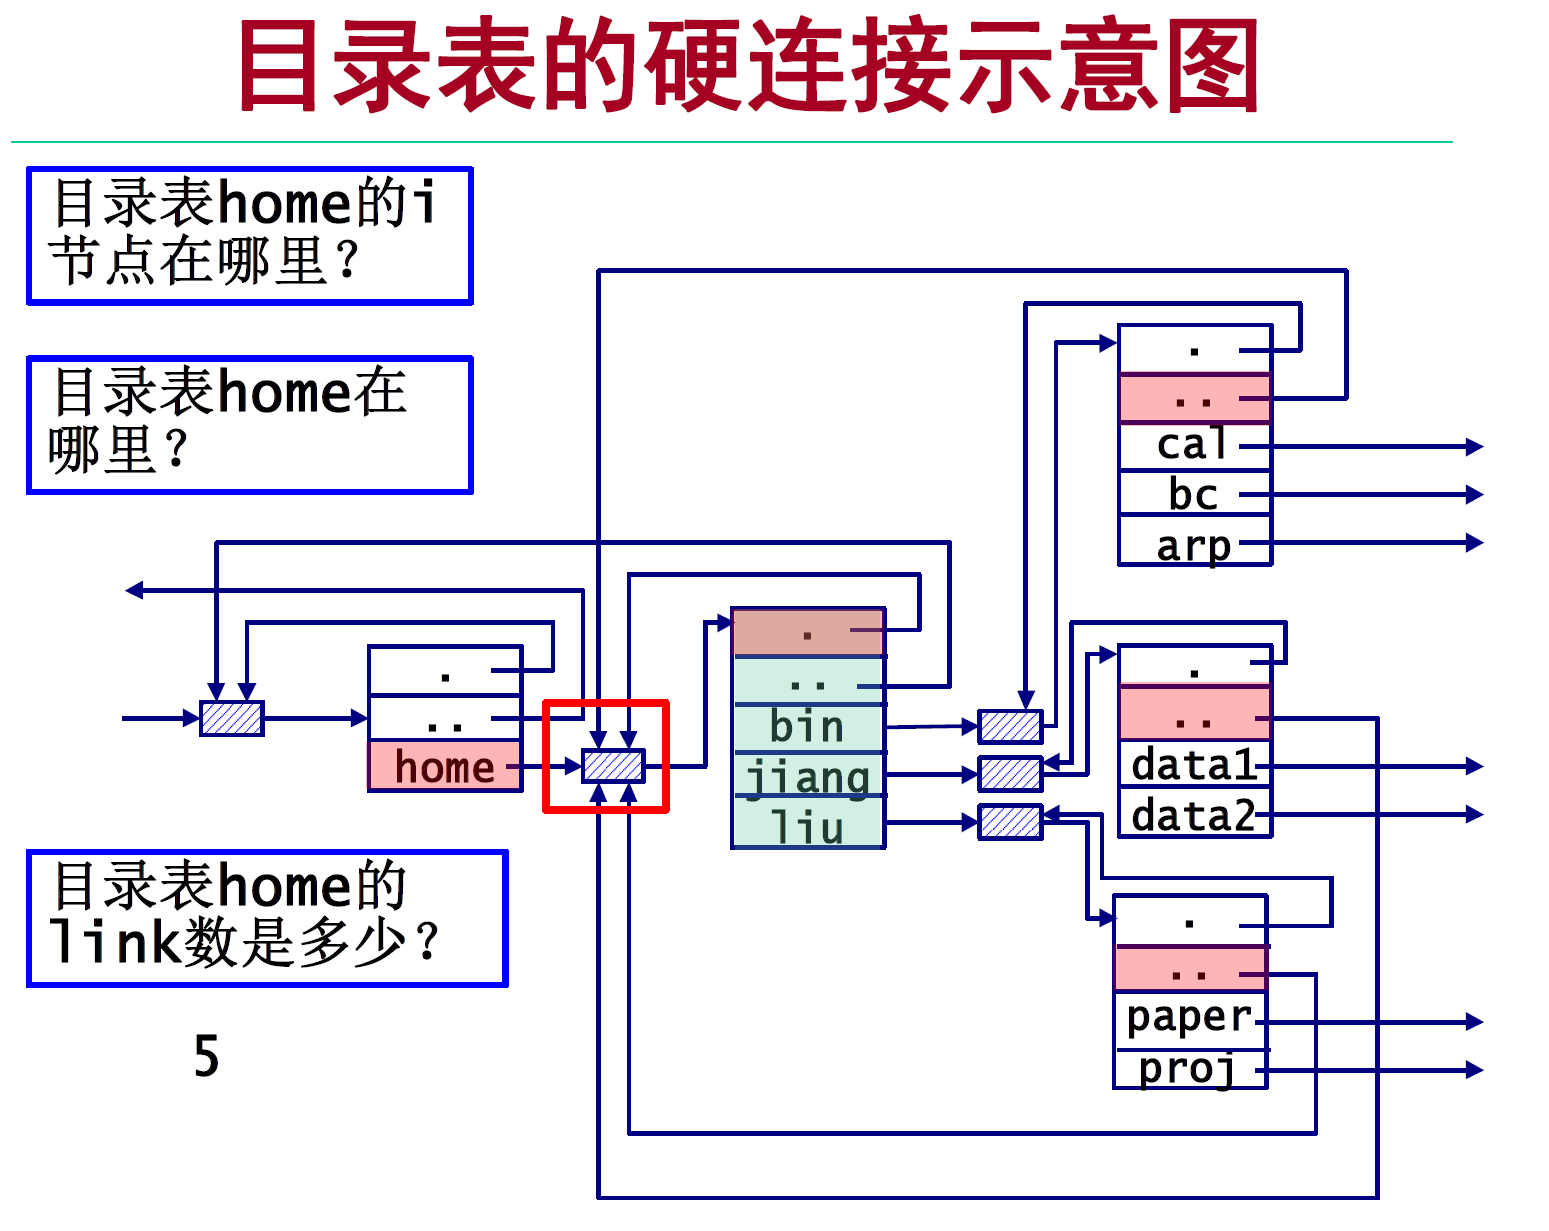 目录表的硬连接示意图
目录表home的i
节点在哪里？
目录表home在
哪里？
.
..
home
.
..
bin
jiang
liu
.
..
cal
bc
arp
.
..
data1
data2
.
..
paper
proj
目录表home的
link数是多少？
5